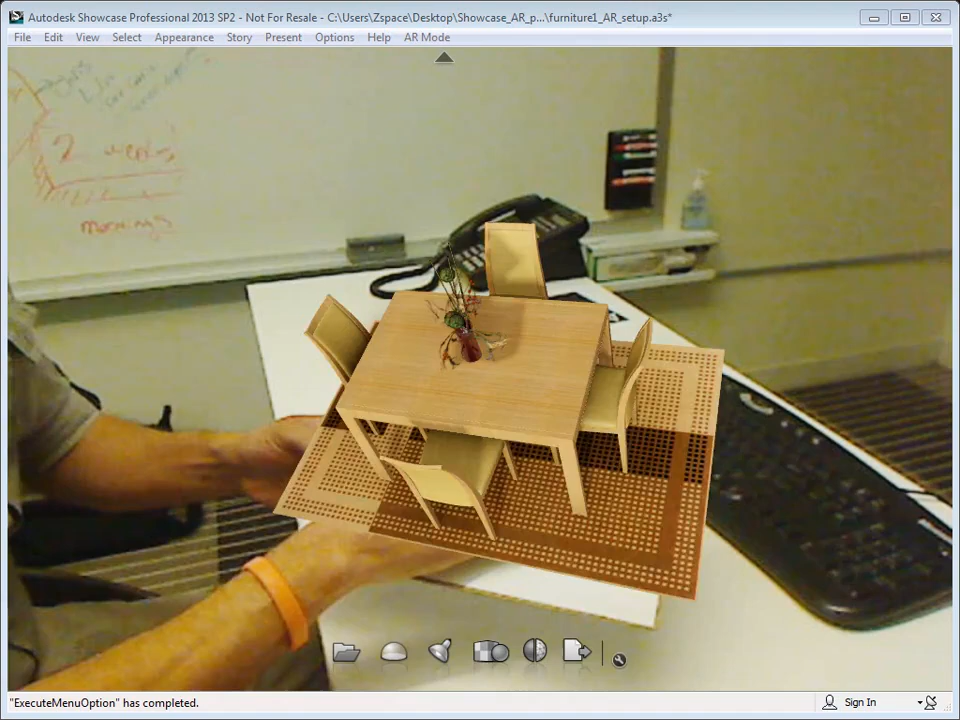 Autodesk Showcase Professional 2013 SP2 - Not For Resale - C:\Users\Zspace\Desktop\Showcase_AR_p...\furniture1_AR_setup.a3s*
File Edit View Select Appearance Story Present Options Help AR Mode
2 weeks
mornings
"ExecuteMenuOption" has completed.
Sign In